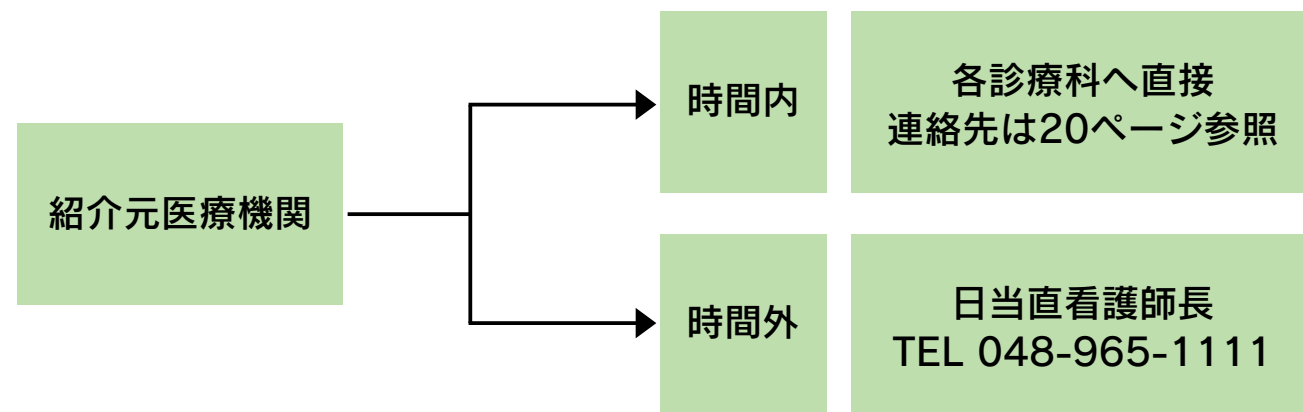 紹介元医療機関
時間内
各診療科へ直接
連絡先は20ページ参照
時間外
日当直看護師長
TEL 048-965-1111